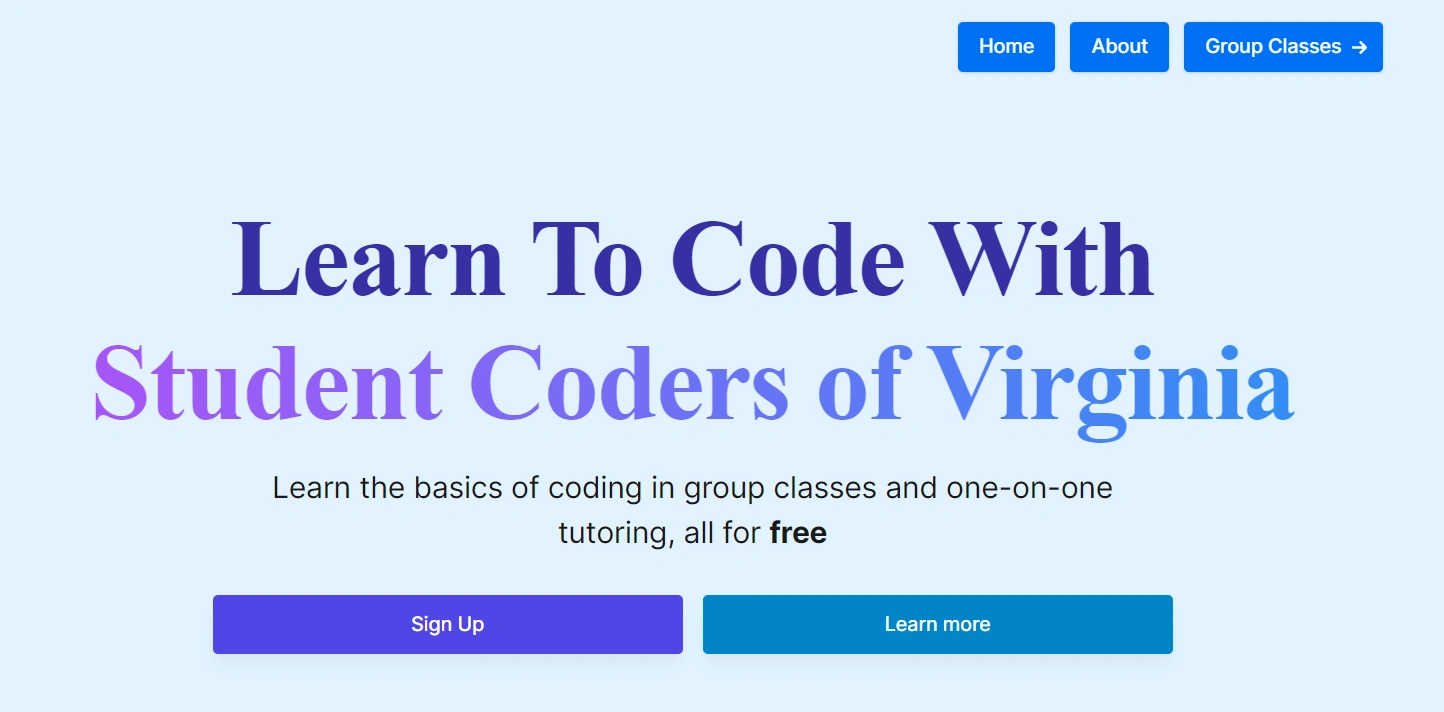 Home
About
Group Classes →
Learn To Code With
Student Coders of Virginia
Learn the basics of coding in group classes and one-on-one
tutoring, all for free
Sign Up
Learn more